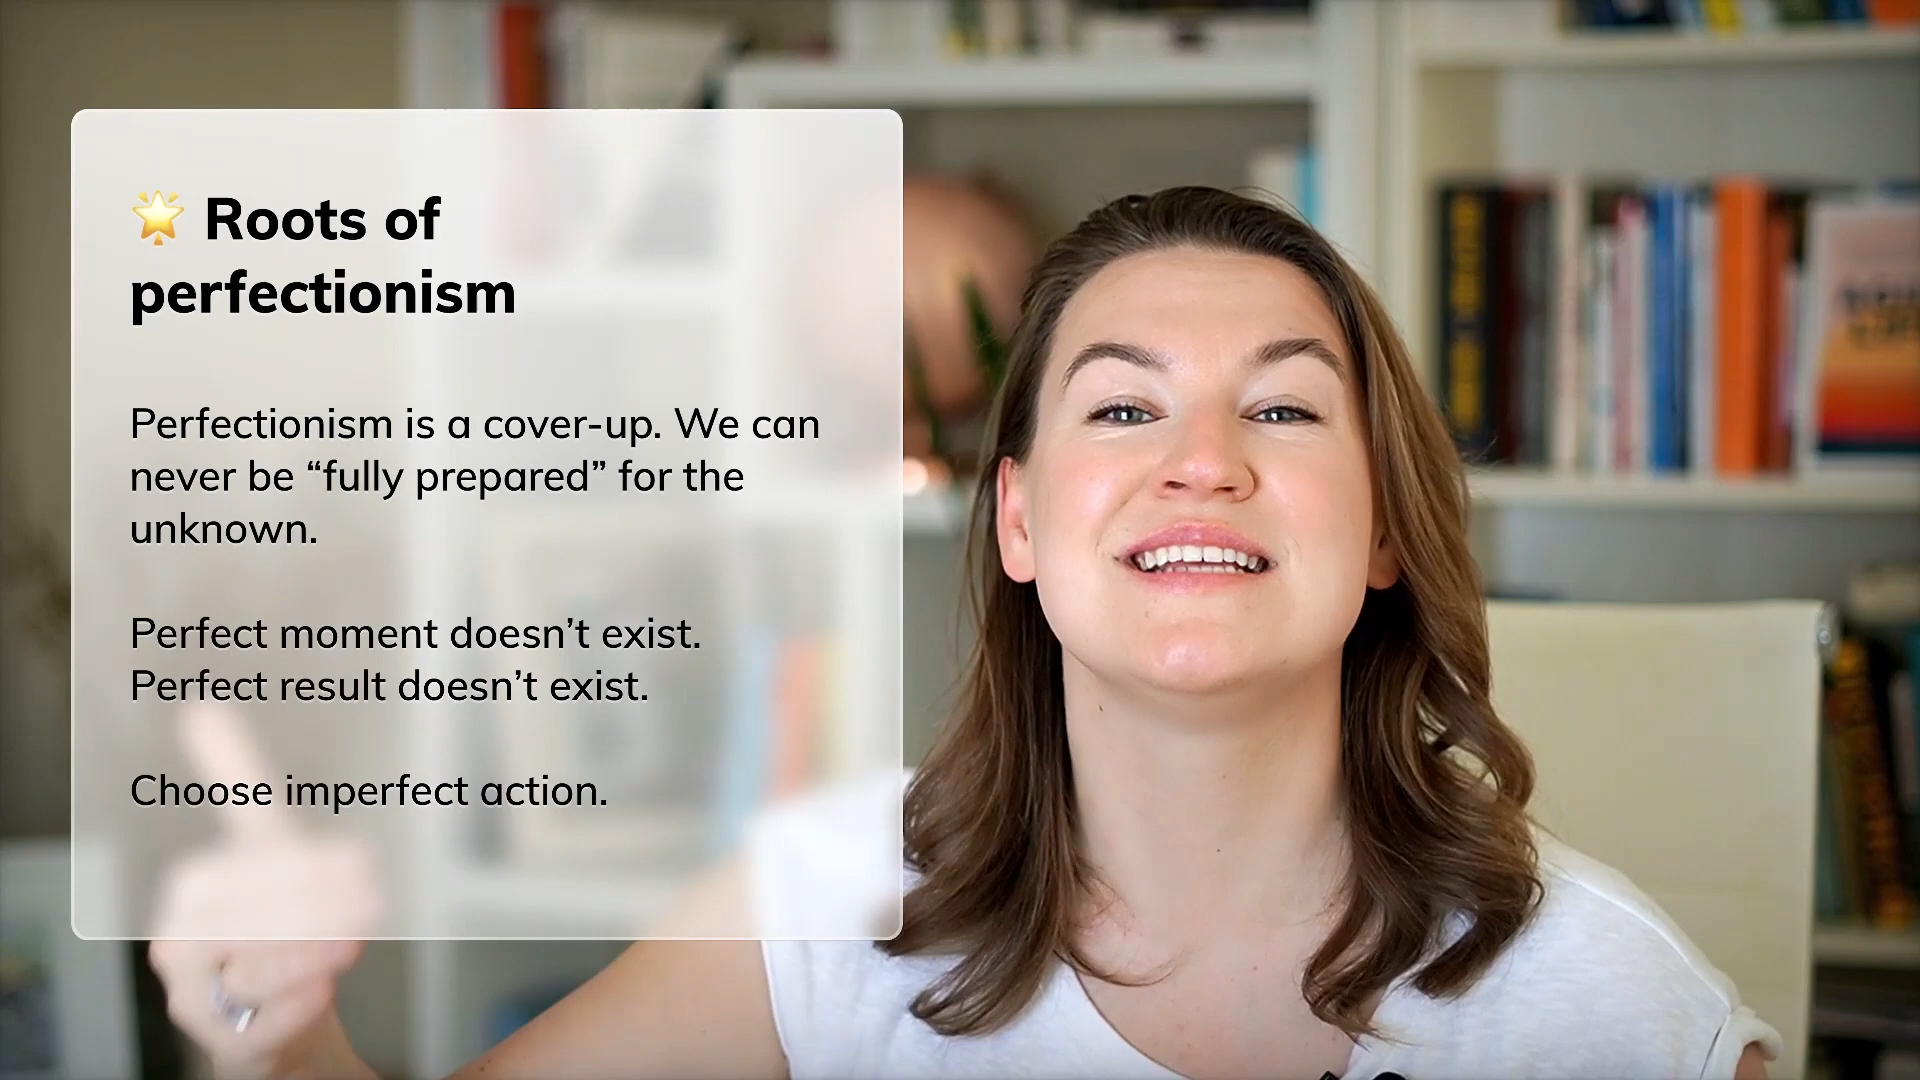 🌟 Roots of
perfectionism
Perfectionism is a cover-up. We can
never be “fully prepared” for the
unknown.
Perfect moment doesn’t exist.
Perfect result doesn’t exist.
Choose imperfect action.